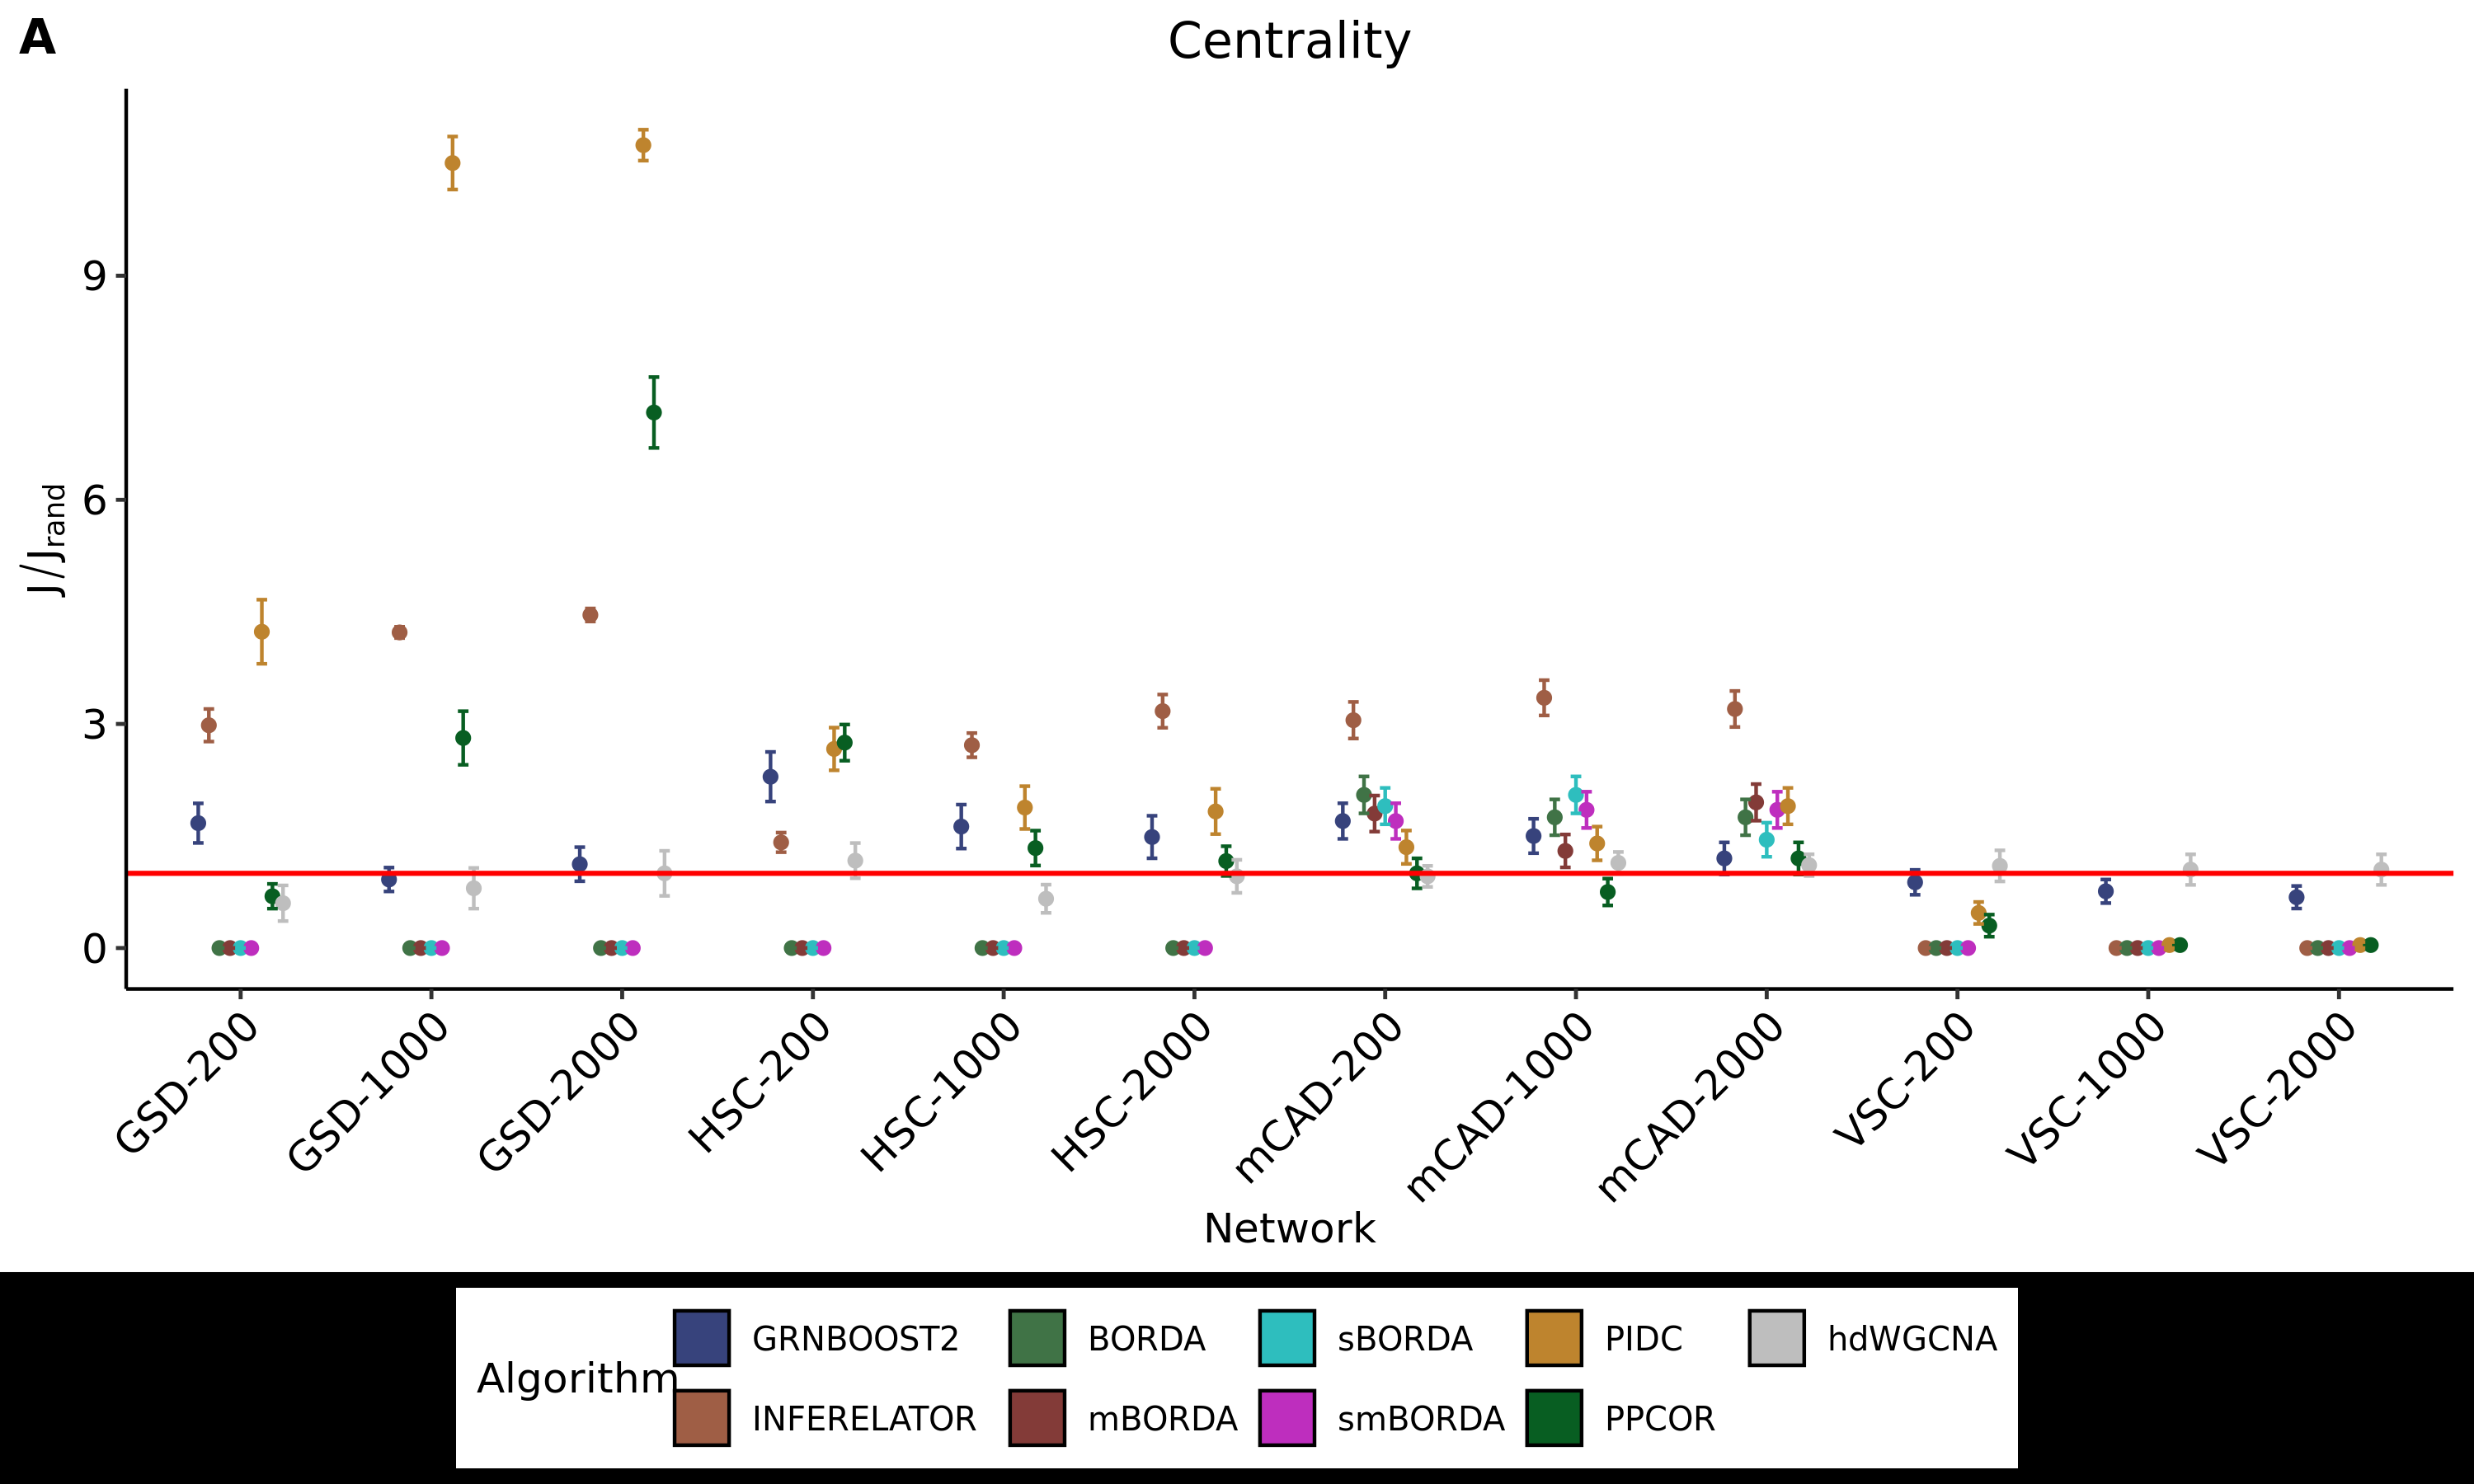 A
Centrality
J/Jrand
9
6
3
0
GSD-200
GSD-1000
GSD-2000
HSC-200
HSC-1000
HSC-2000
mCAD-200
mCAD-1000
mCAD-2000
VSC-200
VSC-1000
VSC-2000
Network
Algorithm
GRNBOOST2
BORDA
sBORDA
PIDC
hdWGCNA
INFERELATOR
mBORDA
smBORDA
PPCOR